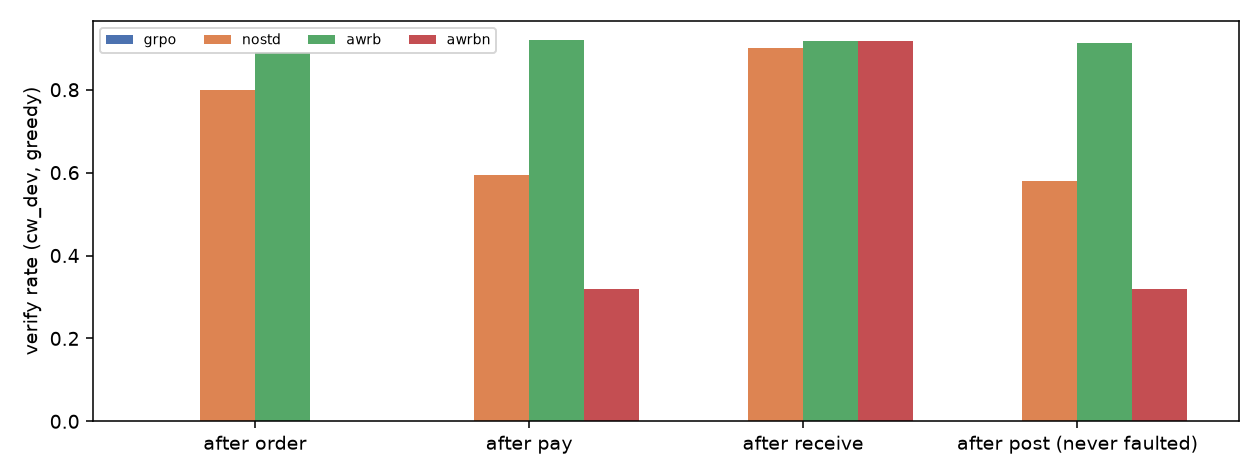 grpo nostd awrb awrbn
verify rate (cw_dev, greedy)
0.8
0.6
0.4
0.2
0.0
after order after pay after receive after post (never faulted)